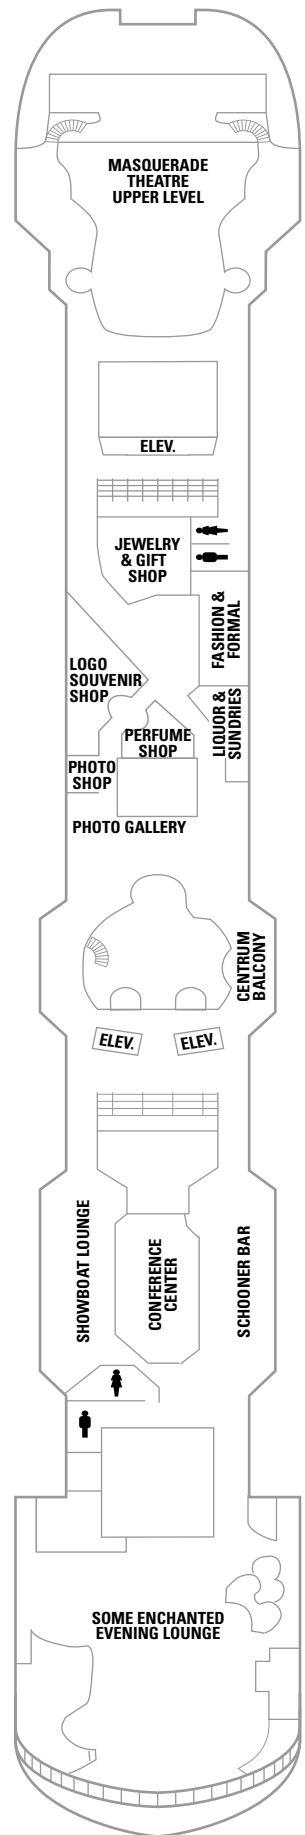 MASQUERADE
THEATRE
UPPER LEVEL
ELEV.
JEWELRY
& GIFT
SHOP
FASHION &
FORMAL
LOGO
SOUVENIR
SHOP
LIQUOR &
SUNDRIES
PERFUME
SHOP
PHOTO
SHOP
PHOTO GALLERY
CENTRUM
BALCONY
ELEV.
ELEV.
SHOWBOAT LOUNGE
CONFERENCE
CENTER
SCHOONER BAR
SOME ENCHANTED
EVENING LOUNGE